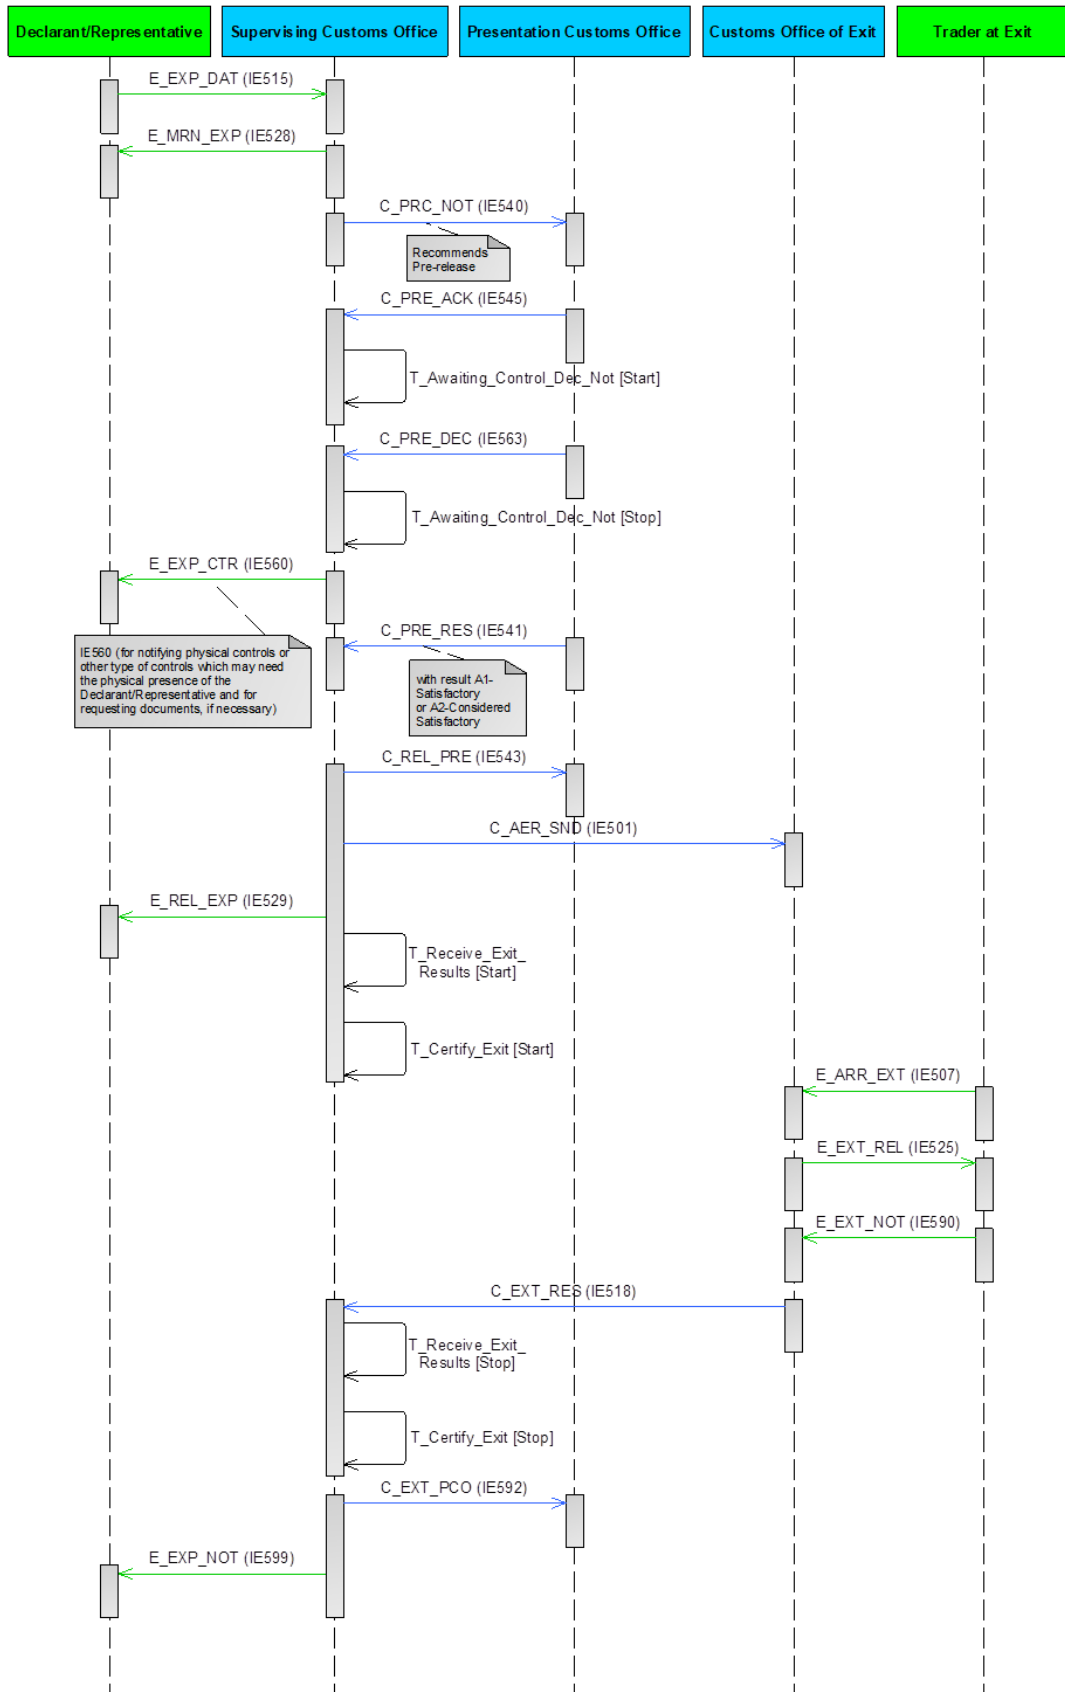 Declarant/Representative
Supervising Customs Office
Presentation Customs Office
Customs Office of Exit
Trader at Exit
E_EXP_DAT (IE515)
E_MRN_EXP (IE528)
C_PRC_NOT (IE540)
Recommends
Pre-release
C_PRE_ACK (IE545)
T_Awaiting_Control_Dec_Not [Start]
C_PRE_DEC (IE563)
T_Awaiting_Control_Dec_Not [Stop]
E_EXP_CTR (IE560)
IE560 (for notifying physical controls or
other type of controls which may need
the physical presence of the
Declarant/Representative and for
requesting documents, if necessary)
C_PRE_RES (IE541)
with result A1-
Satisfactory
or A2-Considered
Satisfactory
C_REL_PRE (IE543)
C_AER_SND (IE501)
E_REL_EXP (IE529)
T_Receive_Exit_
Results [Start]
T_Certify_Exit [Start]
E_ARR_EXT (IE507)
E_EXT_REL (IE525)
E_EXT_NOT (IE590)
C_EXT_RES (IE518)
T_Receive_Exit_
Results [Stop]
T_Certify_Exit [Stop]
C_EXT_PCO (IE592)
E_EXP_NOT (IE599)